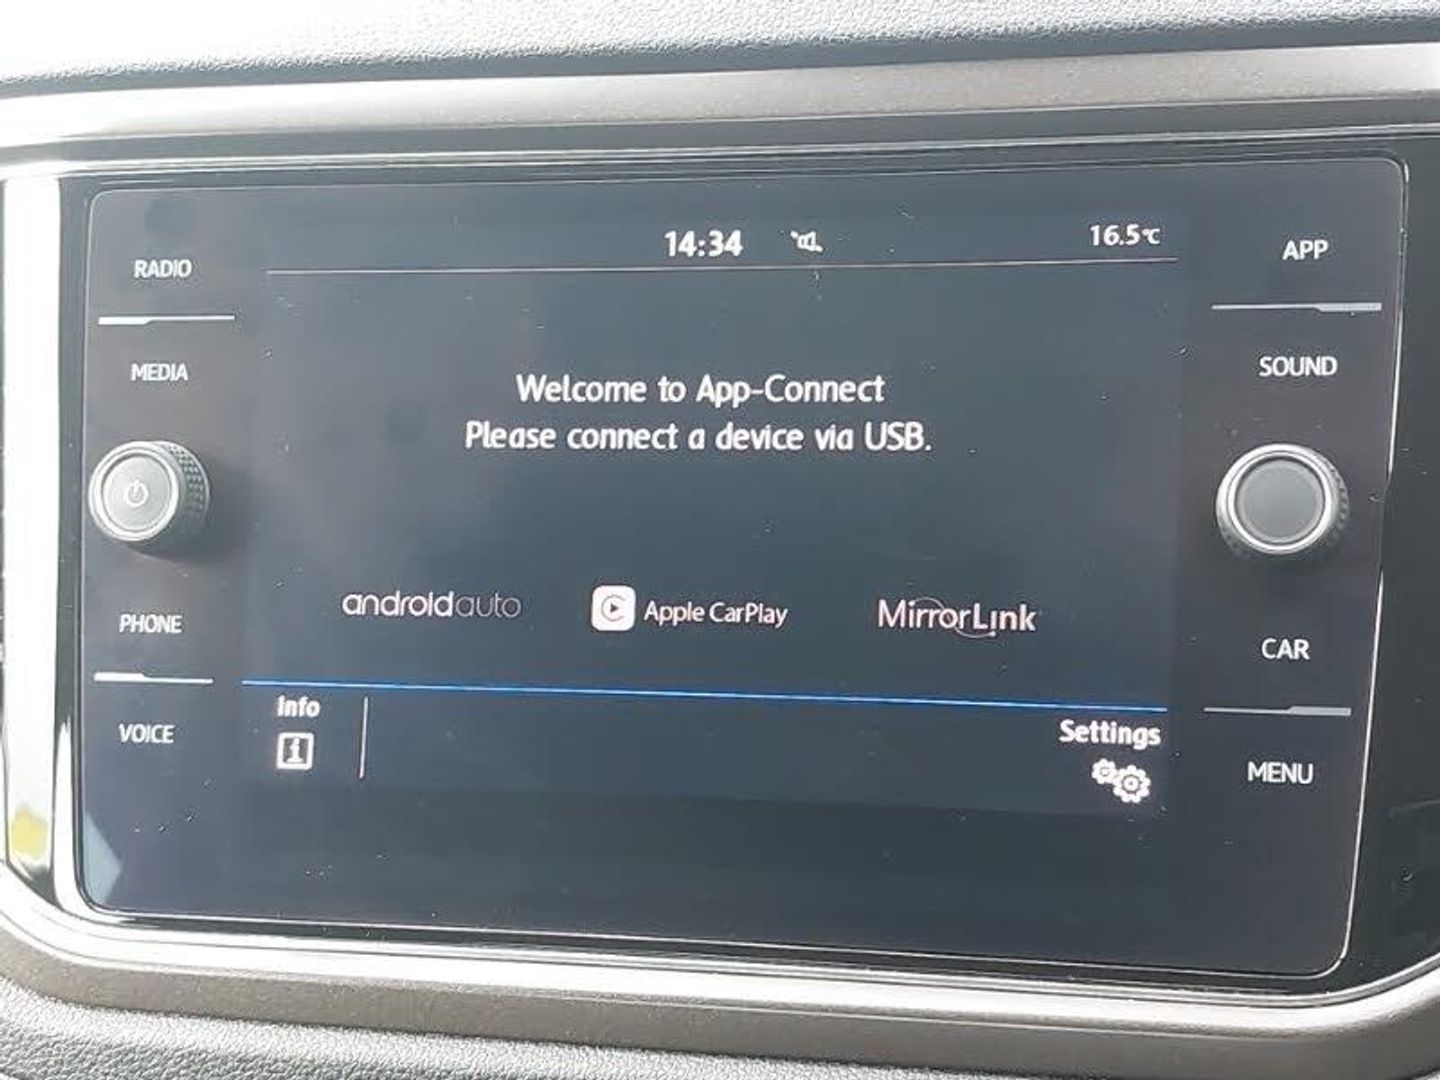 14:34
16.5°C
RADIO
MEDIA
PHONE
VOICE
Welcome to App-Connect
Please connect a device via USB.
androidauto
Apple CarPlay
MirrorLink
Info
Settings
APP
SOUND
CAR
MENU